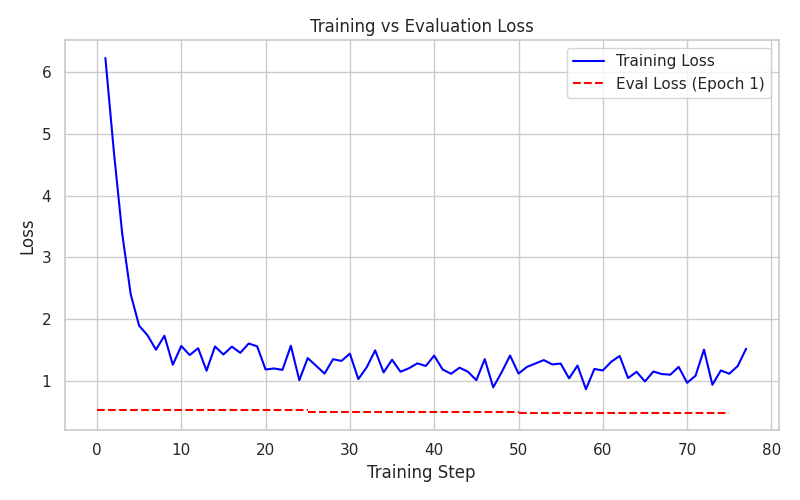 Training vs Evaluation Loss
Training Loss
Eval Loss (Epoch 1)
Loss
6
5
4
3
2
1
0 10 20 30 40 50 60 70 80
Training Step